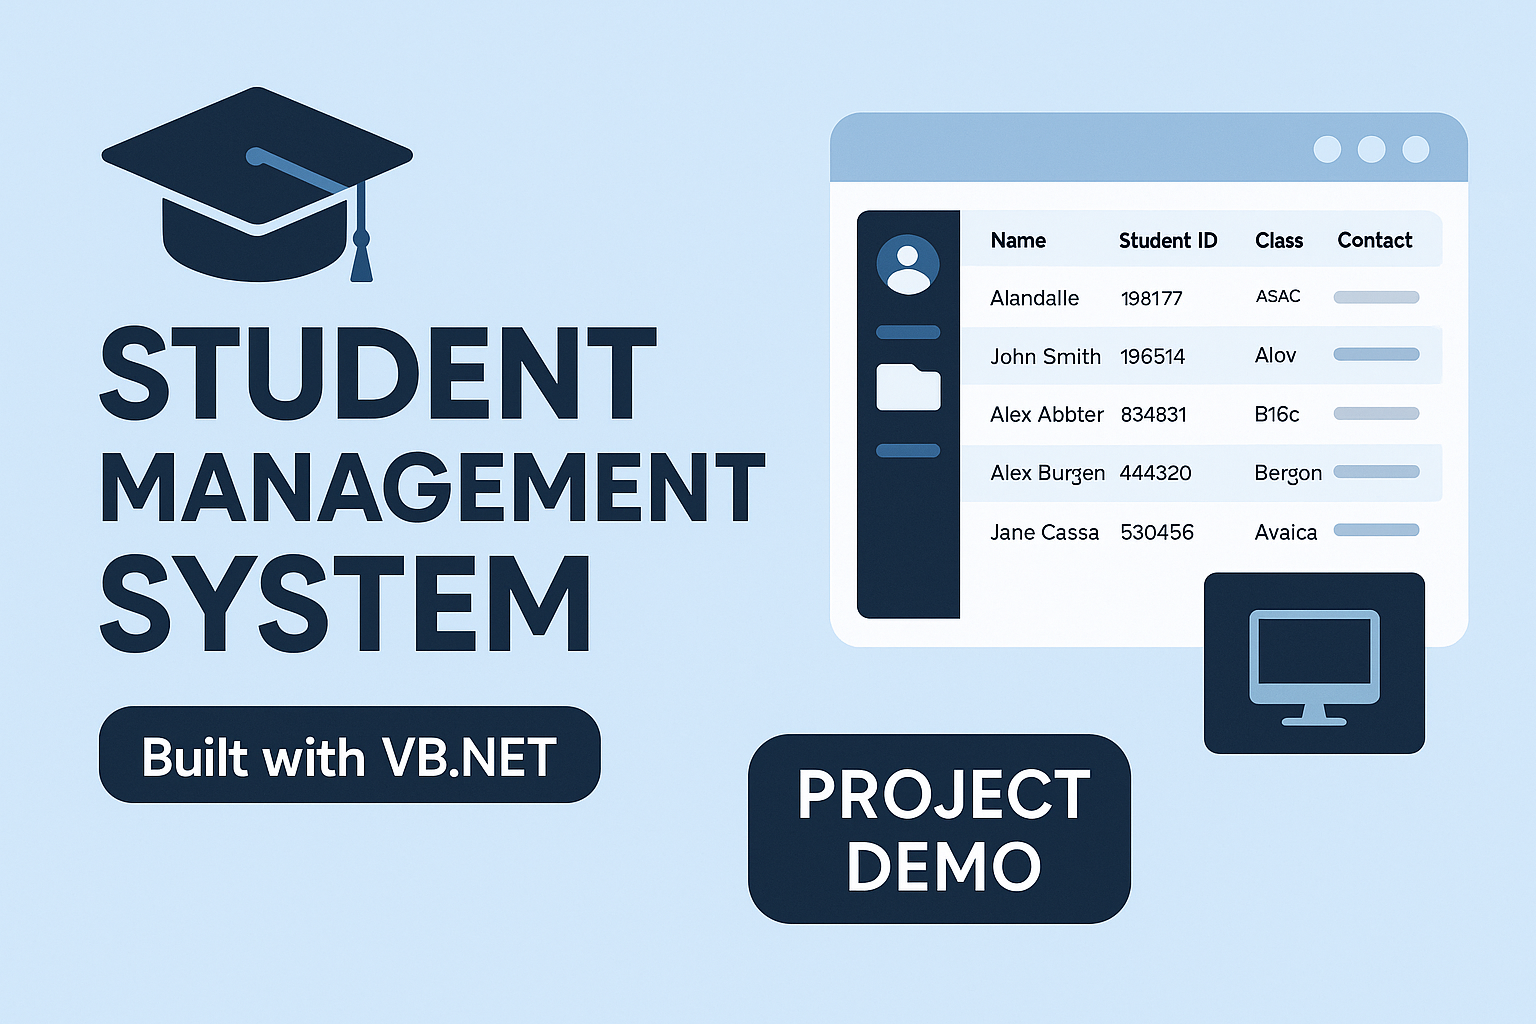 STUDENT
MANAGEMENT
SYSTEM
Built with VB.NET
Name Student ID Class Contact
Alandalle 198177 ASAC
John Smith 196514 Alov
Alex Abbter 834831 B16c
Alex Burgen 444320 Bergon
Jane Cassa 530456 Avaica
PROJECT
DEMO